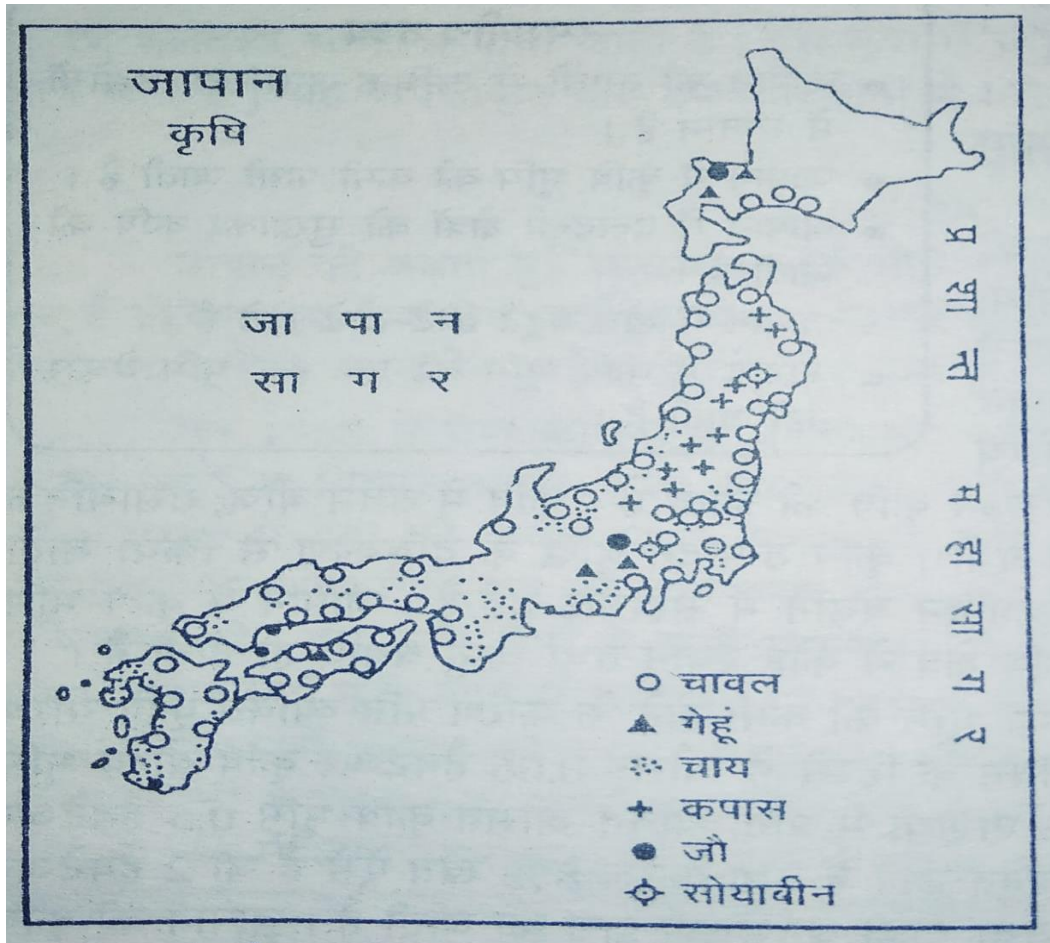 जापान
कृषि
जा पा न
सा ग र
प्र शा न्त म हा सा ग र
चावल
गेहूं
चाय
कपास
जौ
सोयाबीन